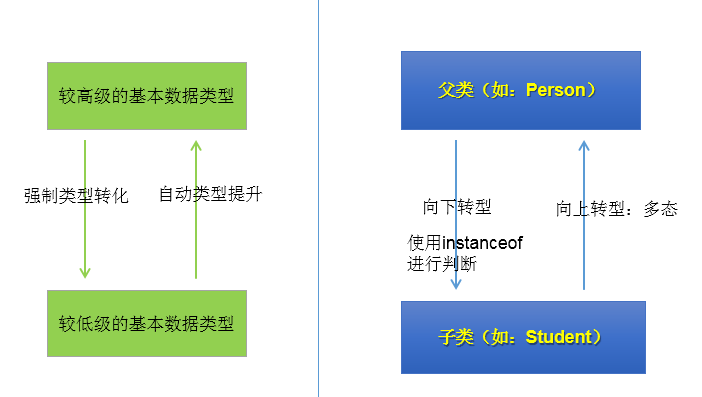 较高级的基本数据类型
强制类型转化
自动类型提升
较低级的基本数据类型
父类（如：Person）
向下转型
使用instanceof
进行判断
向上转型：多态
子类（如：Student）